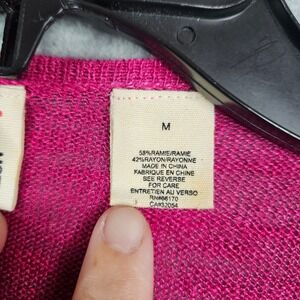 M
58%RAMIE/RAMIE
42%RAYON/RAYONNE
MADE IN CHINA
FABRIQUE EN CHINE
SEE REVERSE
FOR CARE
ENTRETIEN AU VERSO
RN#66170
CA#33054